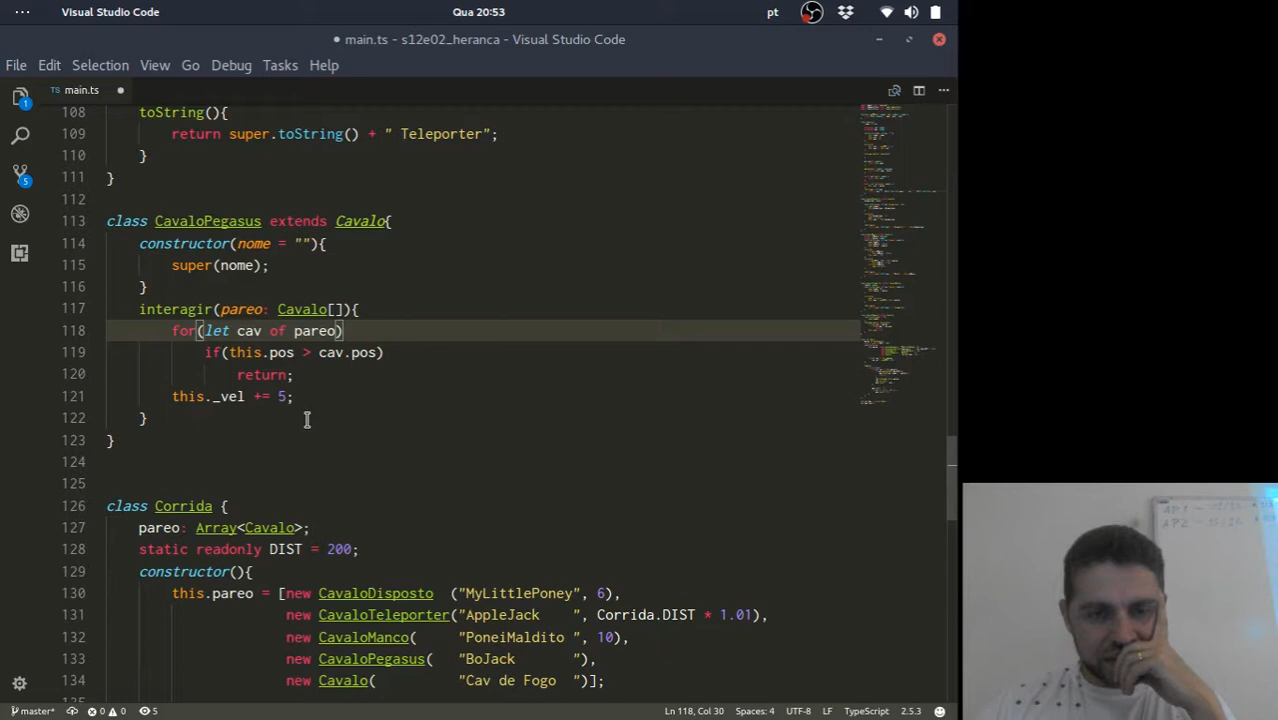 Visual Studio Code
Qua 20:53
pt
● main.ts - s12e02_heranca - Visual Studio Code
File Edit Selection View Go Debug Tasks Help
TS main.ts ●
108 toString(){
109 return super.toString() + " Teleporter";
110 }
111 }
112
113 class CavaloPegasus extends Cavalo{
114 constructor(nome = ""){
115 super(nome);
116 }
117 interagir(pareo: Cavalo[]){
118 for(let cav of pareo)
119 if(this.pos > cav.pos)
120 return;
121 this._vel += 5;
122 }
123 }
124
125
126 class Corrida {
127 pareo: Array<Cavalo>;
128 static readonly DIST = 200;
129 constructor(){
130 this.pareo = [new CavaloDisposto ("MyLittlePoney", 6),
131 new CavaloTeleporter("AppleJack ", Corrida.DIST * 1.01),
132 new CavaloManco( "PoneiMaldito ", 10),
133 new CavaloPegasus( "BoJack "),
134 new Cavalo( "Cav de Fogo ")];
master* 0 0 5
Ln 118, Col 30 Spaces: 4 UTF-8 LF TypeScript 2.5.3